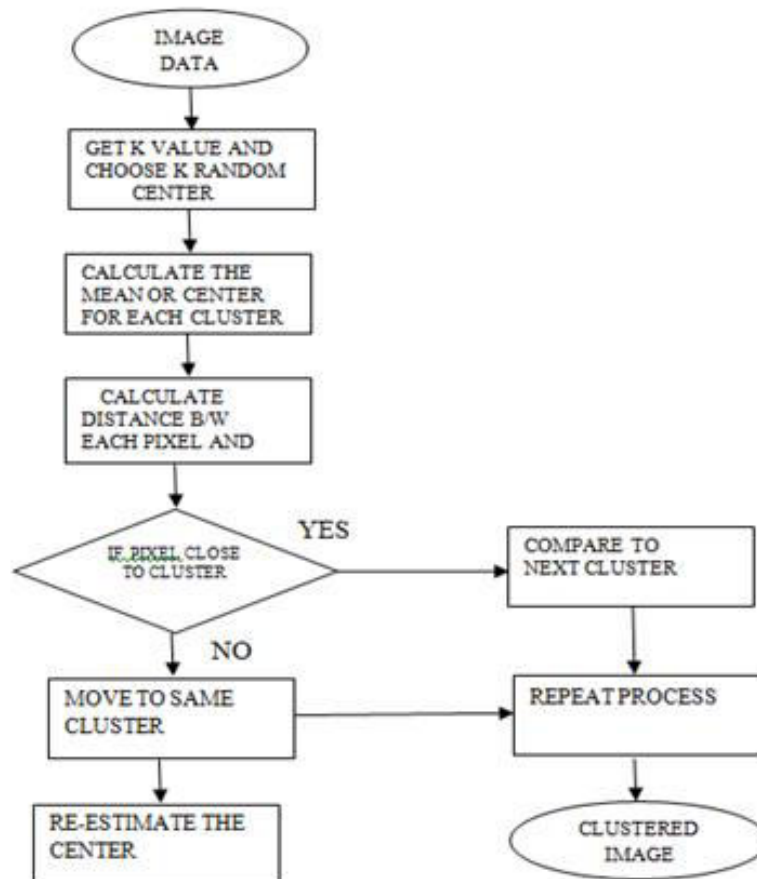 IMAGE
DATA
GET K VALUE AND
CHOOSE K RANDOM
CENTER
CALCULATE THE
MEAN OR CENTER
FOR EACH CLUSTER
CALCULATE
DISTANCE B/W
EACH PIXEL AND
IF PIXEL CLOSE
TO CLUSTER
YES
COMPARE TO
NEXT CLUSTER
NO
MOVE TO SAME
CLUSTER
REPEAT PROCESS
RE-ESTIMATE THE
CENTER
CLUSTERED
IMAGE